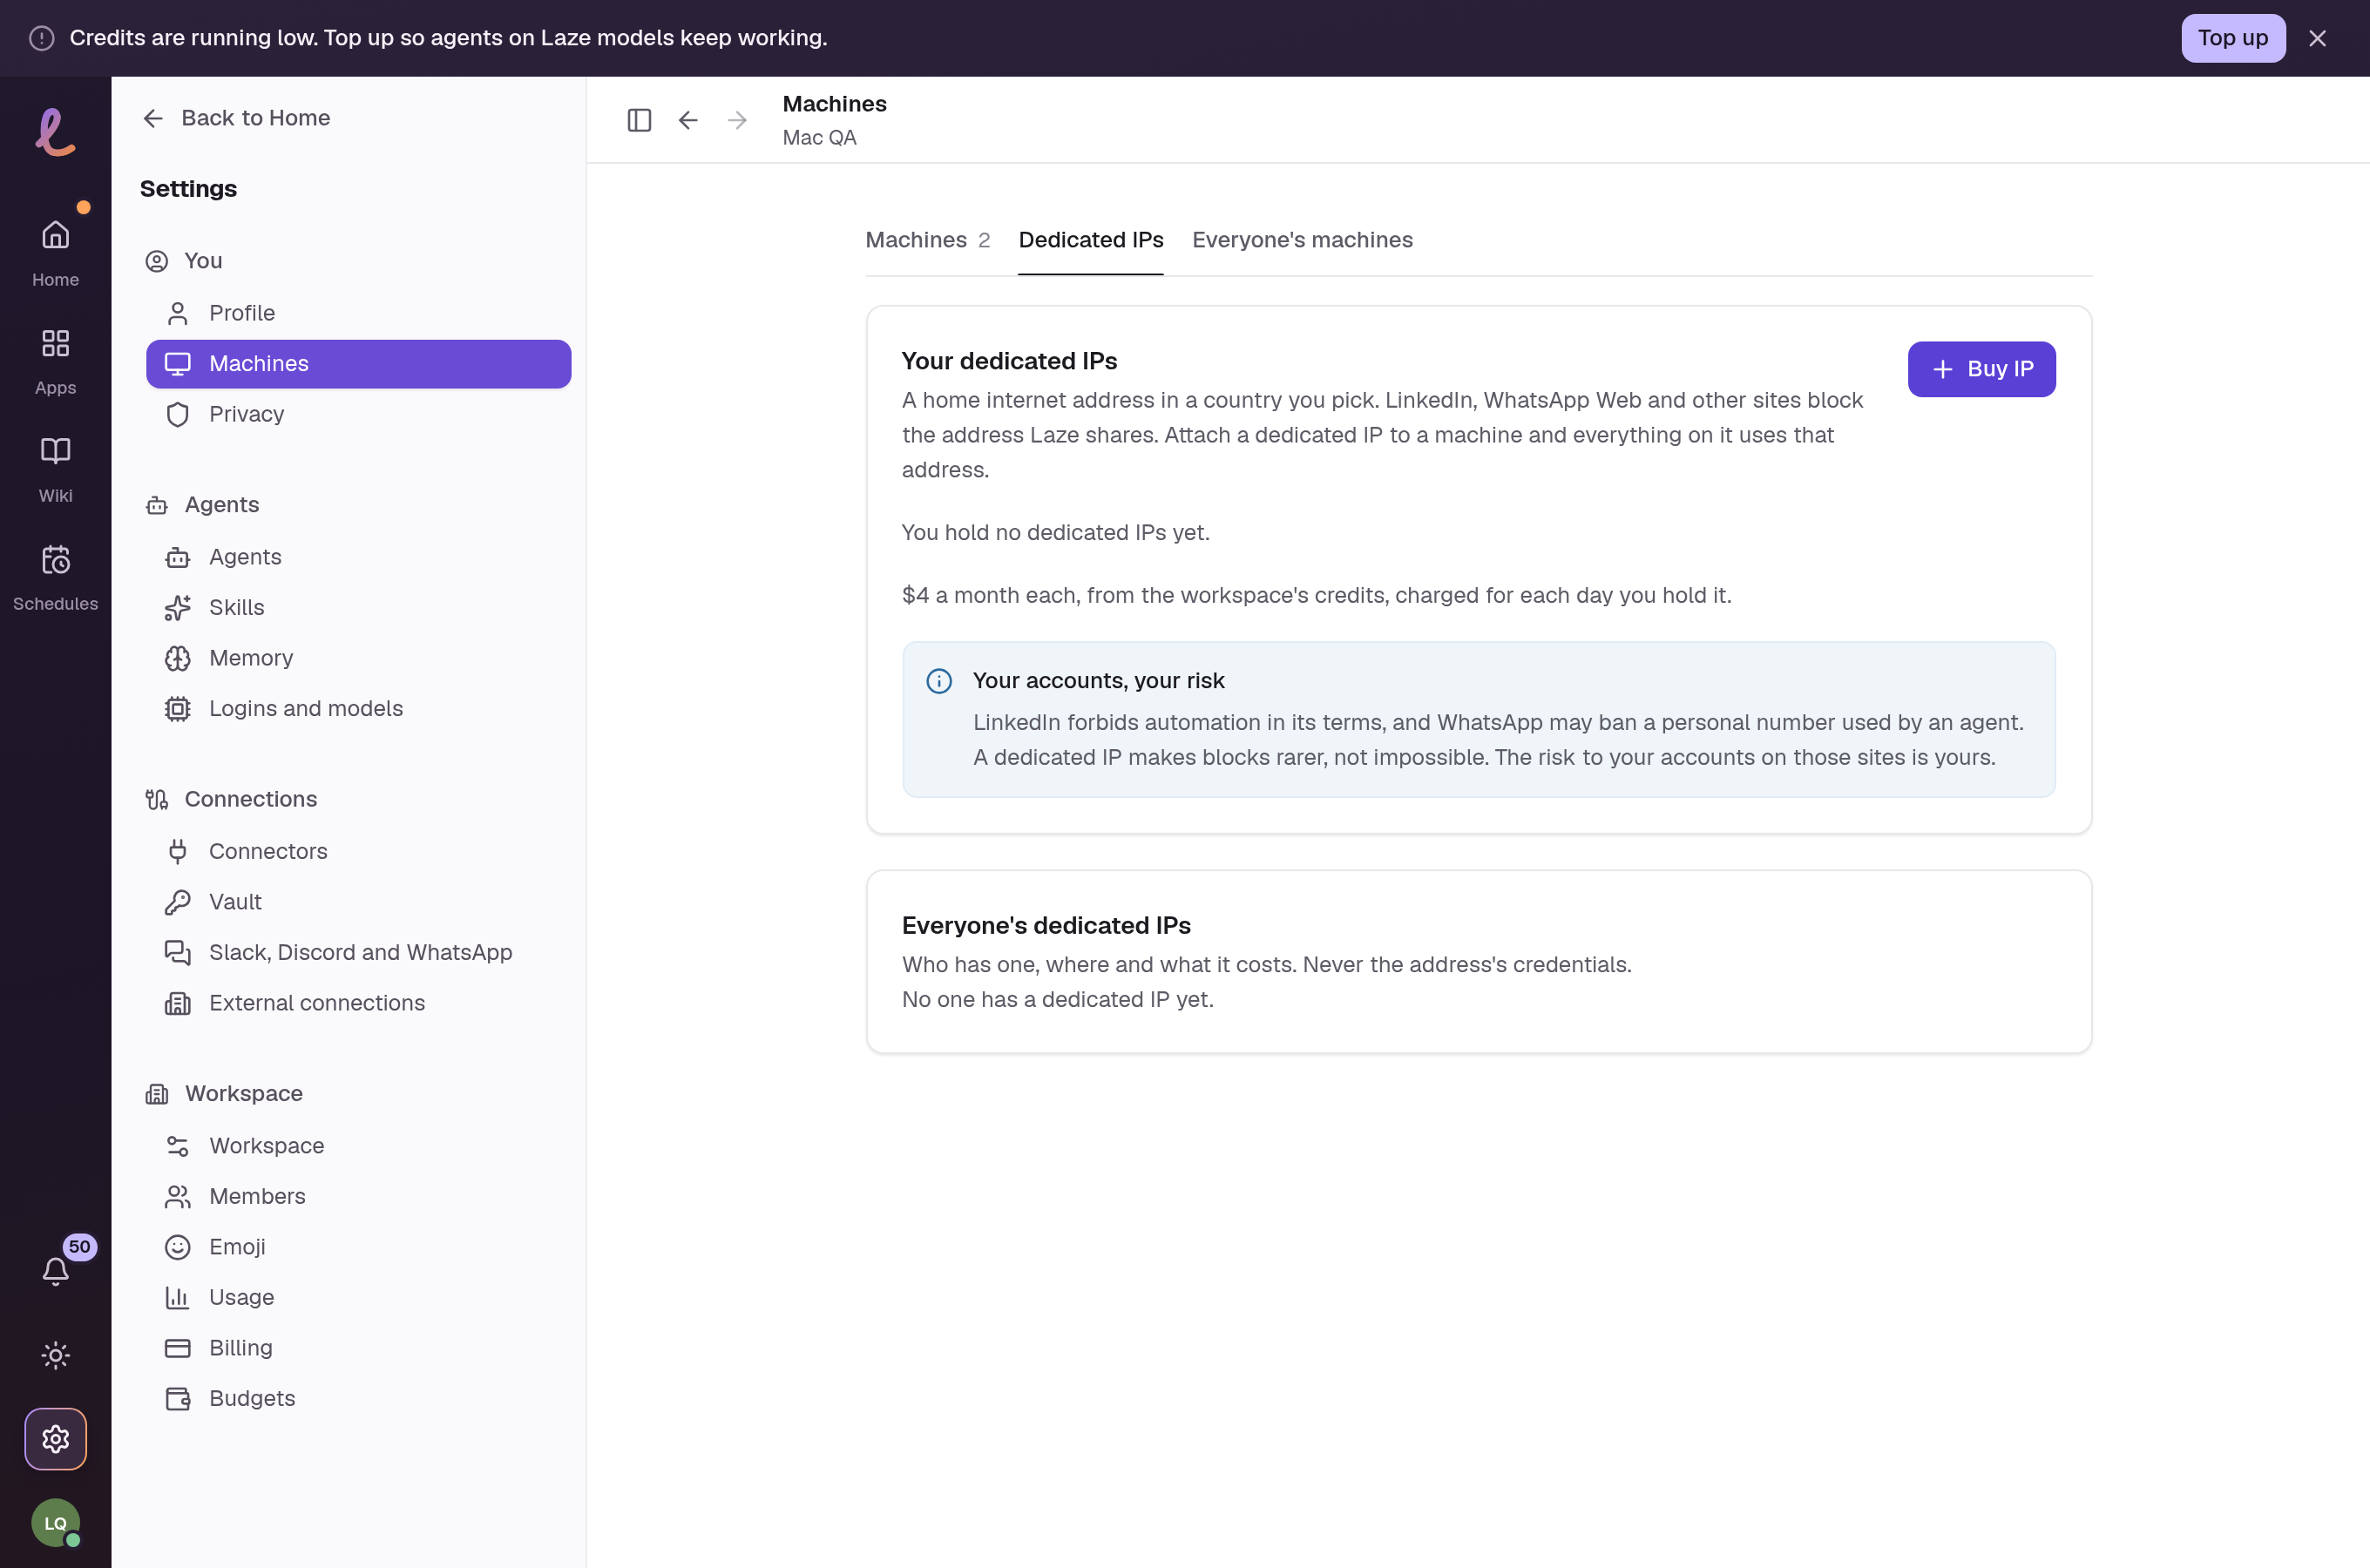 Credits are running low. Top up so agents on Laze models keep working.
Top up
Back to Home
Settings
You
Profile
Machines
Privacy
Agents
Agents
Skills
Memory
Logins and models
Connections
Connectors
Vault
Slack, Discord and WhatsApp
External connections
Workspace
Workspace
Members
Emoji
Usage
Billing
Budgets
Home
Apps
Wiki
Schedules
50
LQ
Machines
Mac QA
Machines 2
Dedicated IPs
Everyone's machines
Your dedicated IPs
Buy IP
A home internet address in a country you pick. LinkedIn, WhatsApp Web and other sites block
the address Laze shares. Attach a dedicated IP to a machine and everything on it uses that
address.
You hold no dedicated IPs yet.
$4 a month each, from the workspace's credits, charged for each day you hold it.
Your accounts, your risk
LinkedIn forbids automation in its terms, and WhatsApp may ban a personal number used by an agent.
A dedicated IP makes blocks rarer, not impossible. The risk to your accounts on those sites is yours.
Everyone's dedicated IPs
Who has one, where and what it costs. Never the address's credentials.
No one has a dedicated IP yet.